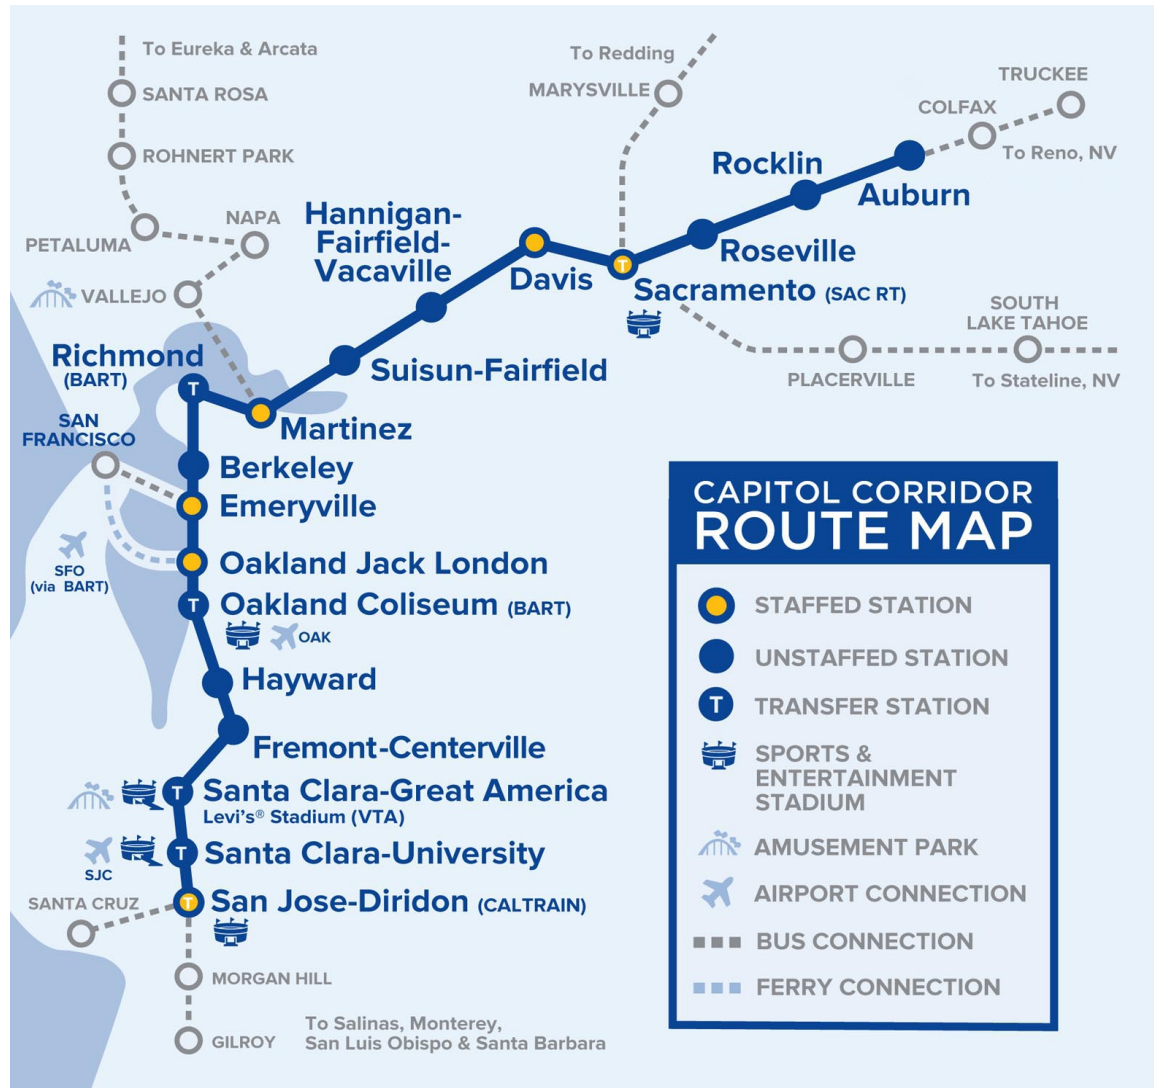 To Eureka & Arcata
SANTA ROSA
ROHNERT PARK
PETALUMA
NAPA
VALLEJO
To Redding
MARYSVILLE
TRUCKEE
COLFAX
To Reno, NV
Rocklin
Auburn
Roseville
Hannigan-
Fairfield-
Vacaville
Davis
T
Sacramento (SAC RT)
SOUTH
LAKE TAHOE
PLACERVILLE
To Stateline, NV
Richmond
(BART)
T
Suisun-Fairfield
Martinez
SAN
FRANCISCO
Berkeley
Emeryville
SFO
(via BART)
Oakland Jack London
T
Oakland Coliseum (BART)
OAK
Hayward
Fremont-Centerville
T
Santa Clara-Great America
Levi's® Stadium (VTA)
T
Santa Clara-University
SJC
SANTA CRUZ
T
San Jose-Diridon (CALTRAIN)
MORGAN HILL
GILROY
To Salinas, Monterey,
San Luis Obispo & Santa Barbara
CAPITOL CORRIDOR
ROUTE MAP
STAFFED STATION
UNSTAFFED STATION
T
TRANSFER STATION
SPORTS &
ENTERTAINMENT
STADIUM
AMUSEMENT PARK
AIRPORT CONNECTION
BUS CONNECTION
FERRY CONNECTION